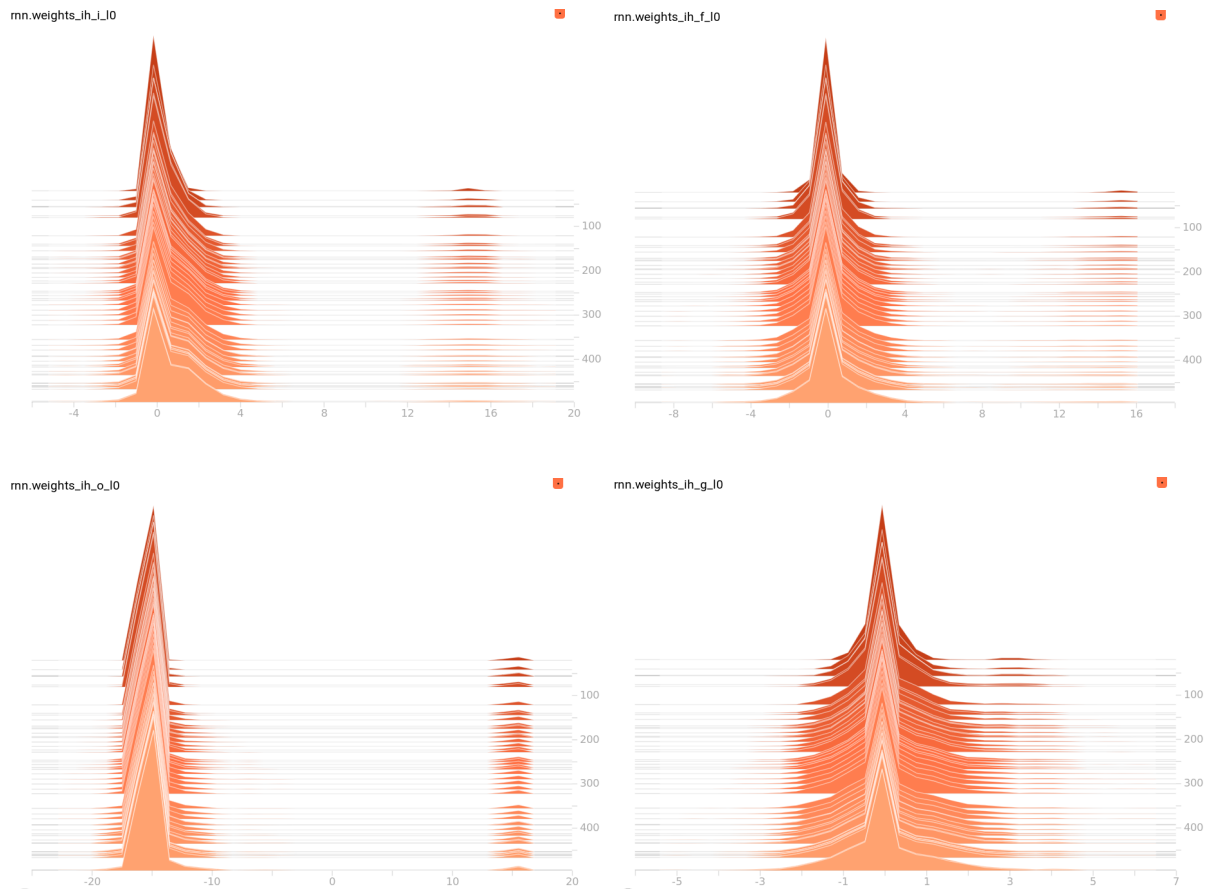 rnn.weights_ih_i_l0
100
200
300
400
-4 0 4 8 12 16 20
rnn.weights_ih_f_l0
100
200
300
400
-8 -4 0 4 8 12 16
rnn.weights_ih_o_l0
100
200
300
400
-20 -10 0 10 20
rnn.weights_ih_g_l0
100
200
300
400
-5 -3 -1 1 3 5 7